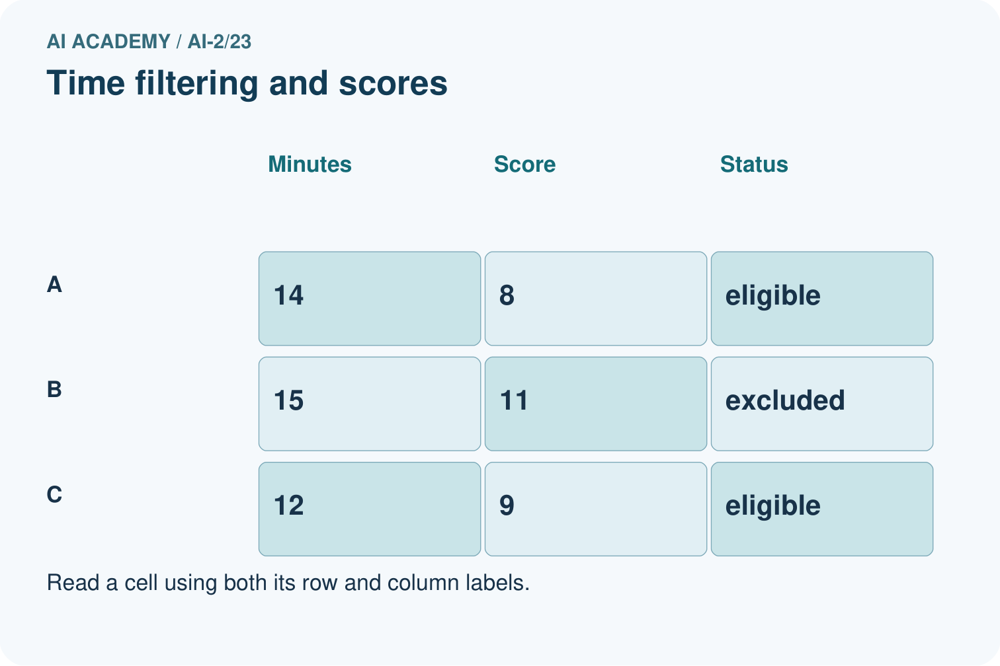 AI ACADEMY / AI-2/23
Time filtering and scores
Minutes Score Status
A 14 8 eligible
B 15 11 excluded
C 12 9 eligible
Read a cell using both its row and column labels.